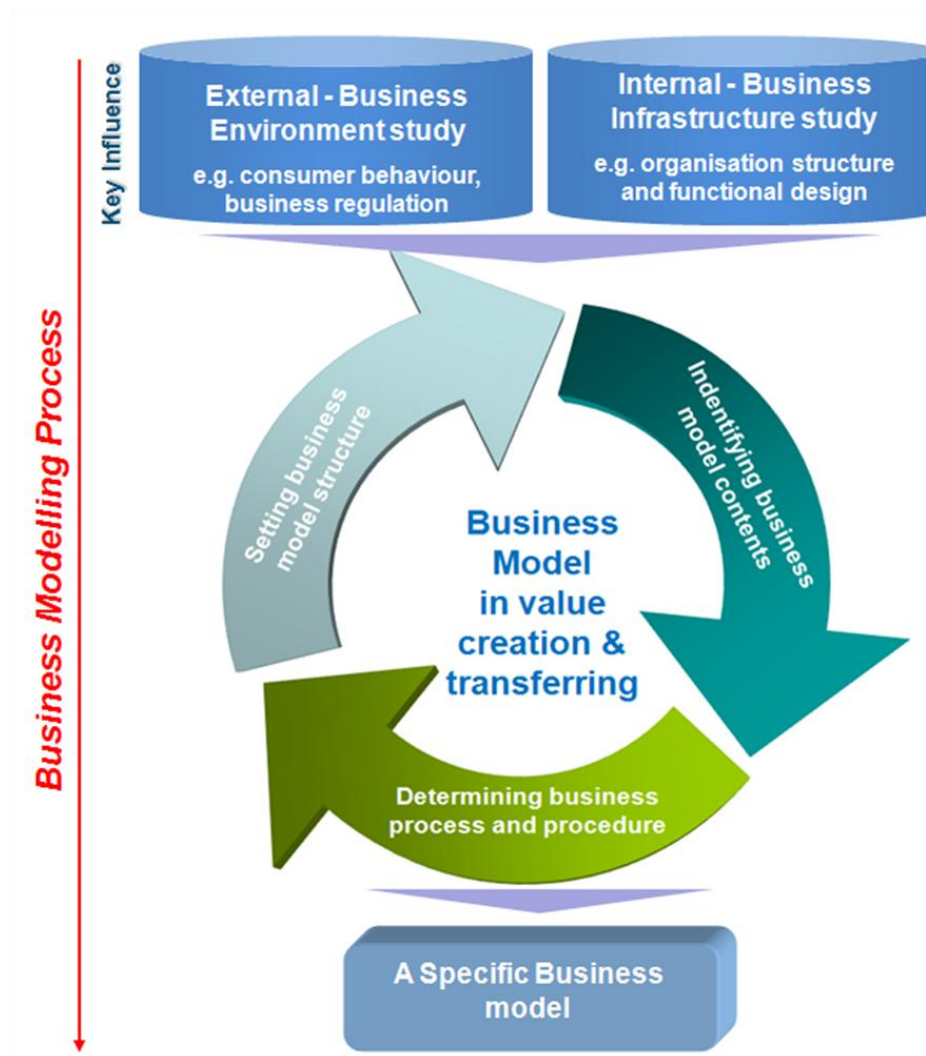 Business Modelling Process
Key Influence
External - Business
Environment study
e.g. consumer behaviour,
business regulation
Internal - Business
Infrastructure study
e.g. organisation structure
and functional design
Setting business
model structure
Indentifying business
model contents
Business
Model
in value
creation &
transferring
Determining business
process and procedure
A Specific Business
model